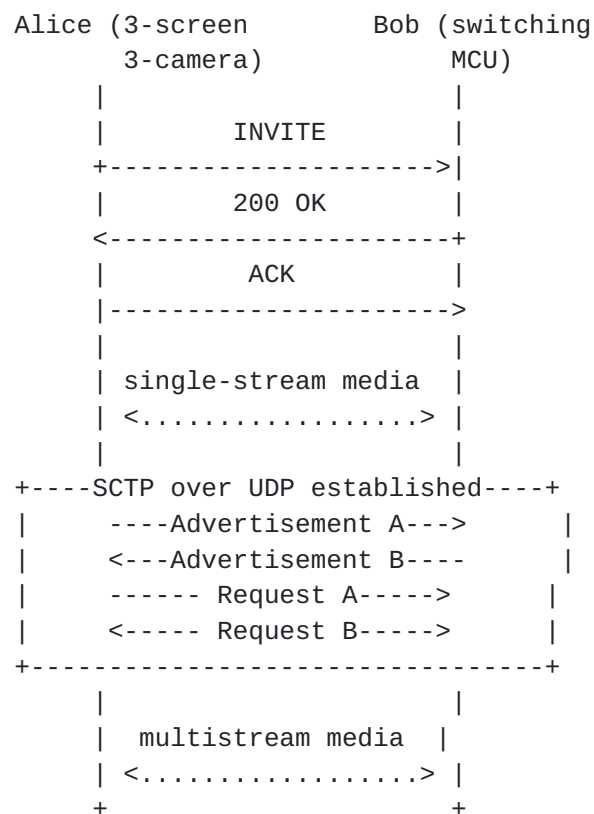 Alice (3-screen          Bob (switching
       3-camera)            MCU)
     |                       |
     |        INVITE         |
     +---------------------->|
     |        200 OK         |
     <-----------------------+
     |         ACK           |
     |----------------------->
     |                       |
     | single-stream media   |
     | <..................> |
     |                       |
+----SCTP over UDP established----+
|     ----Advertisement A--->      |
|     <---Advertisement B----      |
|     ------ Request A----->      |
|     <----- Request B----->      |
+---------------------------------+
     |                       |
     |  multistream media  |
     | <..................> |
     +                       +